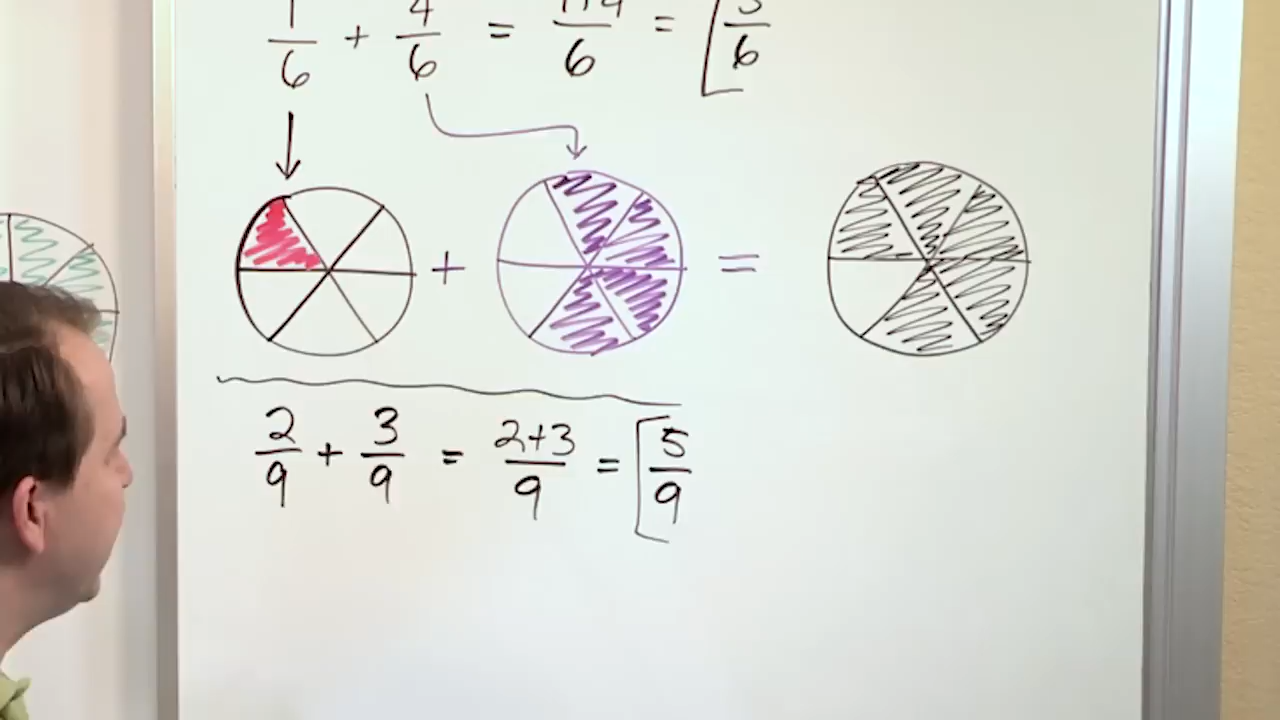 1/6 + 4/6 = 1+4/6 = [5/6
+ =
2/9 + 3/9 = 2+3/9 = [5/9